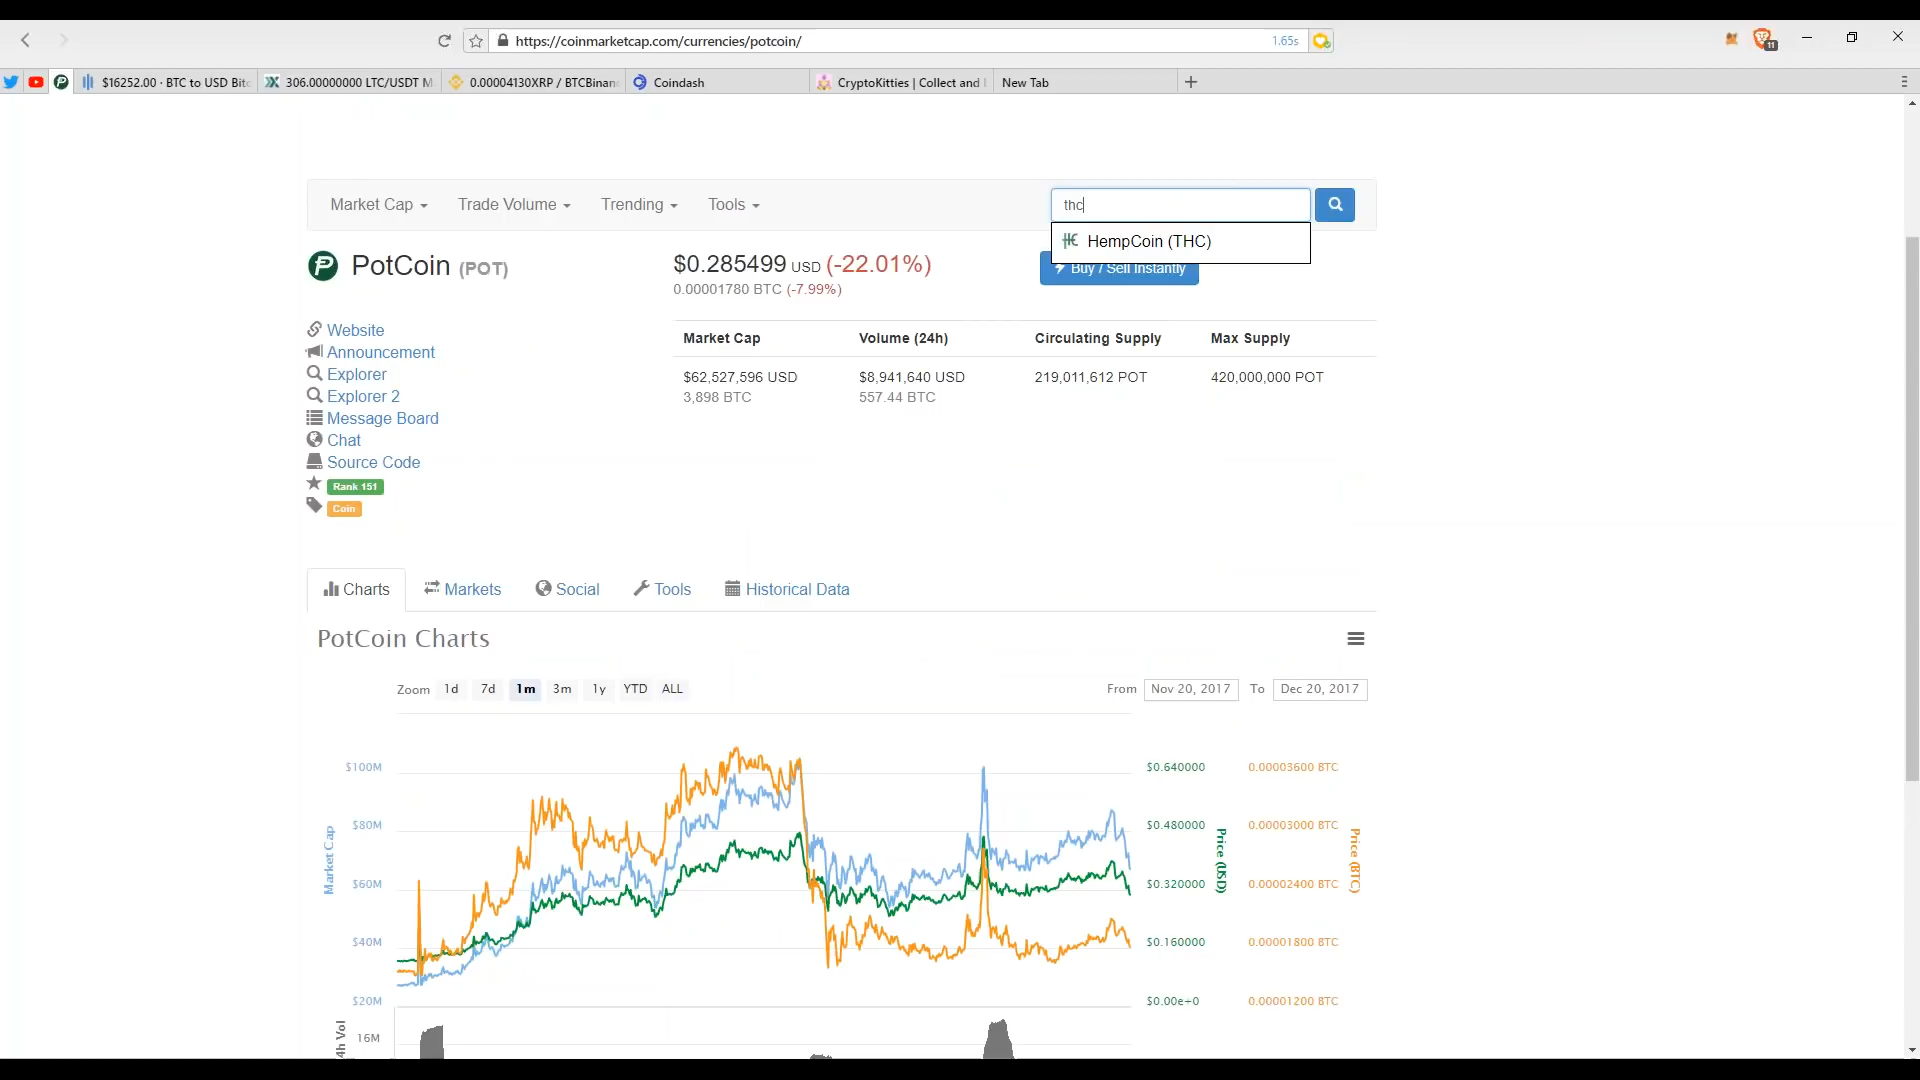 https://coinmarketcap.com/currencies/potcoin/
1.65s
11
$16252.00 · BTC to USD Bitc
306.00000000 LTC/USDT M
0.00004130XRP / BTCBinan
Coindash
CryptoKitties | Collect and
New Tab
Market Cap
Trade Volume
Trending
Tools
thc
HempCoin (THC)
PotCoin (POT)
$0.285499 USD (-22.01%)
Buy / Sell Instantly
0.00001780 BTC (-7.99%)
Website
Announcement
Explorer
Explorer 2
Message Board
Chat
Source Code
Rank 151
Coin
Market Cap Volume (24h) Circulating Supply Max Supply
$62,527,596 USD $8,941,640 USD 219,011,612 POT 420,000,000 POT
3,898 BTC 557.44 BTC
Charts Markets Social Tools Historical Data
PotCoin Charts
Zoom 1d 7d 1m 3m 1y YTD ALL
From Nov 20, 2017 To Dec 20, 2017
$100M $0.640000 0.00003600 BTC
$80M $0.480000 0.00003000 BTC
$60M $0.320000 0.00002400 BTC
$40M $0.160000 0.00001800 BTC
$20M $0.00e+0 0.00001200 BTC
Market Cap
Price (USD)
Price (BTC)
4h Vol
16M